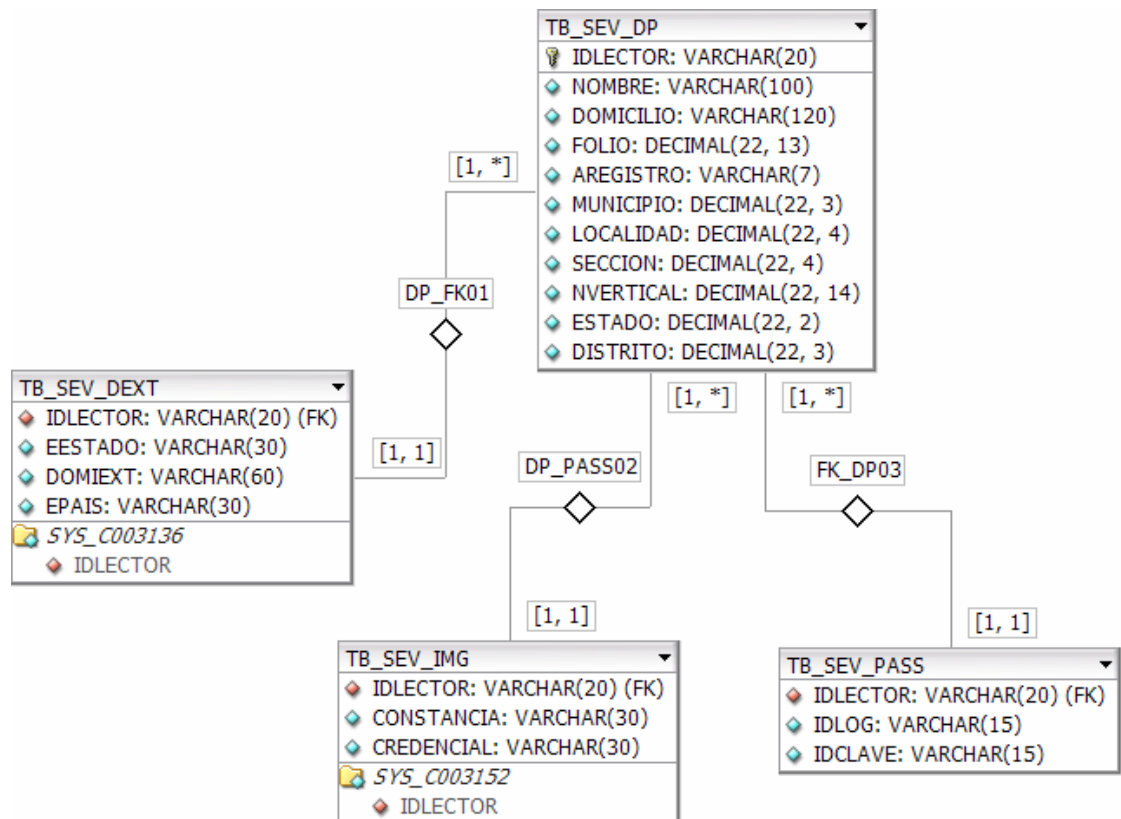 TB_SEV_DP
IDLECTOR: VARCHAR(20)
NOMBRE: VARCHAR(100)
DOMICILIO: VARCHAR(120)
FOLIO: DECIMAL(22, 13)
AREGISTRO: VARCHAR(7)
MUNICIPIO: DECIMAL(22, 3)
LOCALIDAD: DECIMAL(22, 4)
SECCION: DECIMAL(22, 4)
NVERTICAL: DECIMAL(22, 14)
ESTADO: DECIMAL(22, 2)
DISTRITO: DECIMAL(22, 3)
[1, *]
DP_FK01
[1, 1]
TB_SEV_DEXT
IDLECTOR: VARCHAR(20) (FK)
EESTADO: VARCHAR(30)
DOMIEXT: VARCHAR(60)
EPAIS: VARCHAR(30)
SYS_C003136
IDLECTOR
[1, *]
DP_PASS02
[1, 1]
TB_SEV_IMG
IDLECTOR: VARCHAR(20) (FK)
CONSTANCIA: VARCHAR(30)
CREDENCIAL: VARCHAR(30)
SYS_C003152
IDLECTOR
[1, *]
FK_DP03
[1, 1]
TB_SEV_PASS
IDLECTOR: VARCHAR(20) (FK)
IDLOG: VARCHAR(15)
IDCLAVE: VARCHAR(15)